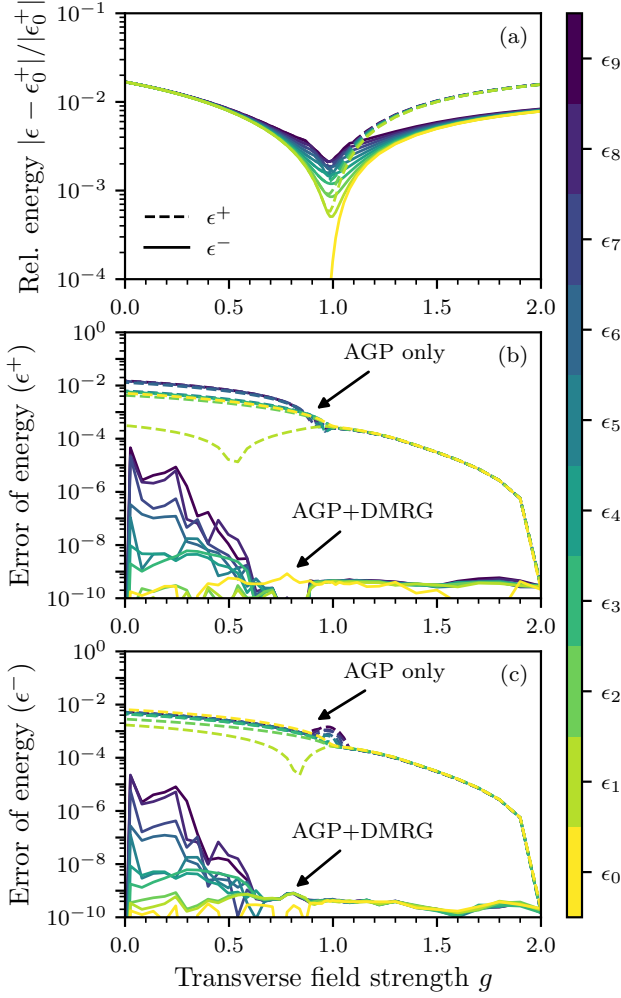 Rel. energy |ϵ − ϵ₀⁺|/|ϵ₀⁺|
10⁻¹
10⁻²
10⁻³
10⁻⁴
(a)
ϵ⁺
ϵ⁻
0.0 0.5 1.0 1.5 2.0
Error of energy (ϵ⁺)
10⁰
10⁻²
10⁻⁴
10⁻⁶
10⁻⁸
10⁻¹⁰
AGP only
(b)
AGP+DMRG
0.0 0.5 1.0 1.5 2.0
Error of energy (ϵ⁻)
10⁰
10⁻²
10⁻⁴
10⁻⁶
10⁻⁸
10⁻¹⁰
AGP only
(c)
AGP+DMRG
0.0 0.5 1.0 1.5 2.0
Transverse field strength g
ϵ₉
ϵ₈
ϵ₇
ϵ₆
ϵ₅
ϵ₄
ϵ₃
ϵ₂
ϵ₁
ϵ₀